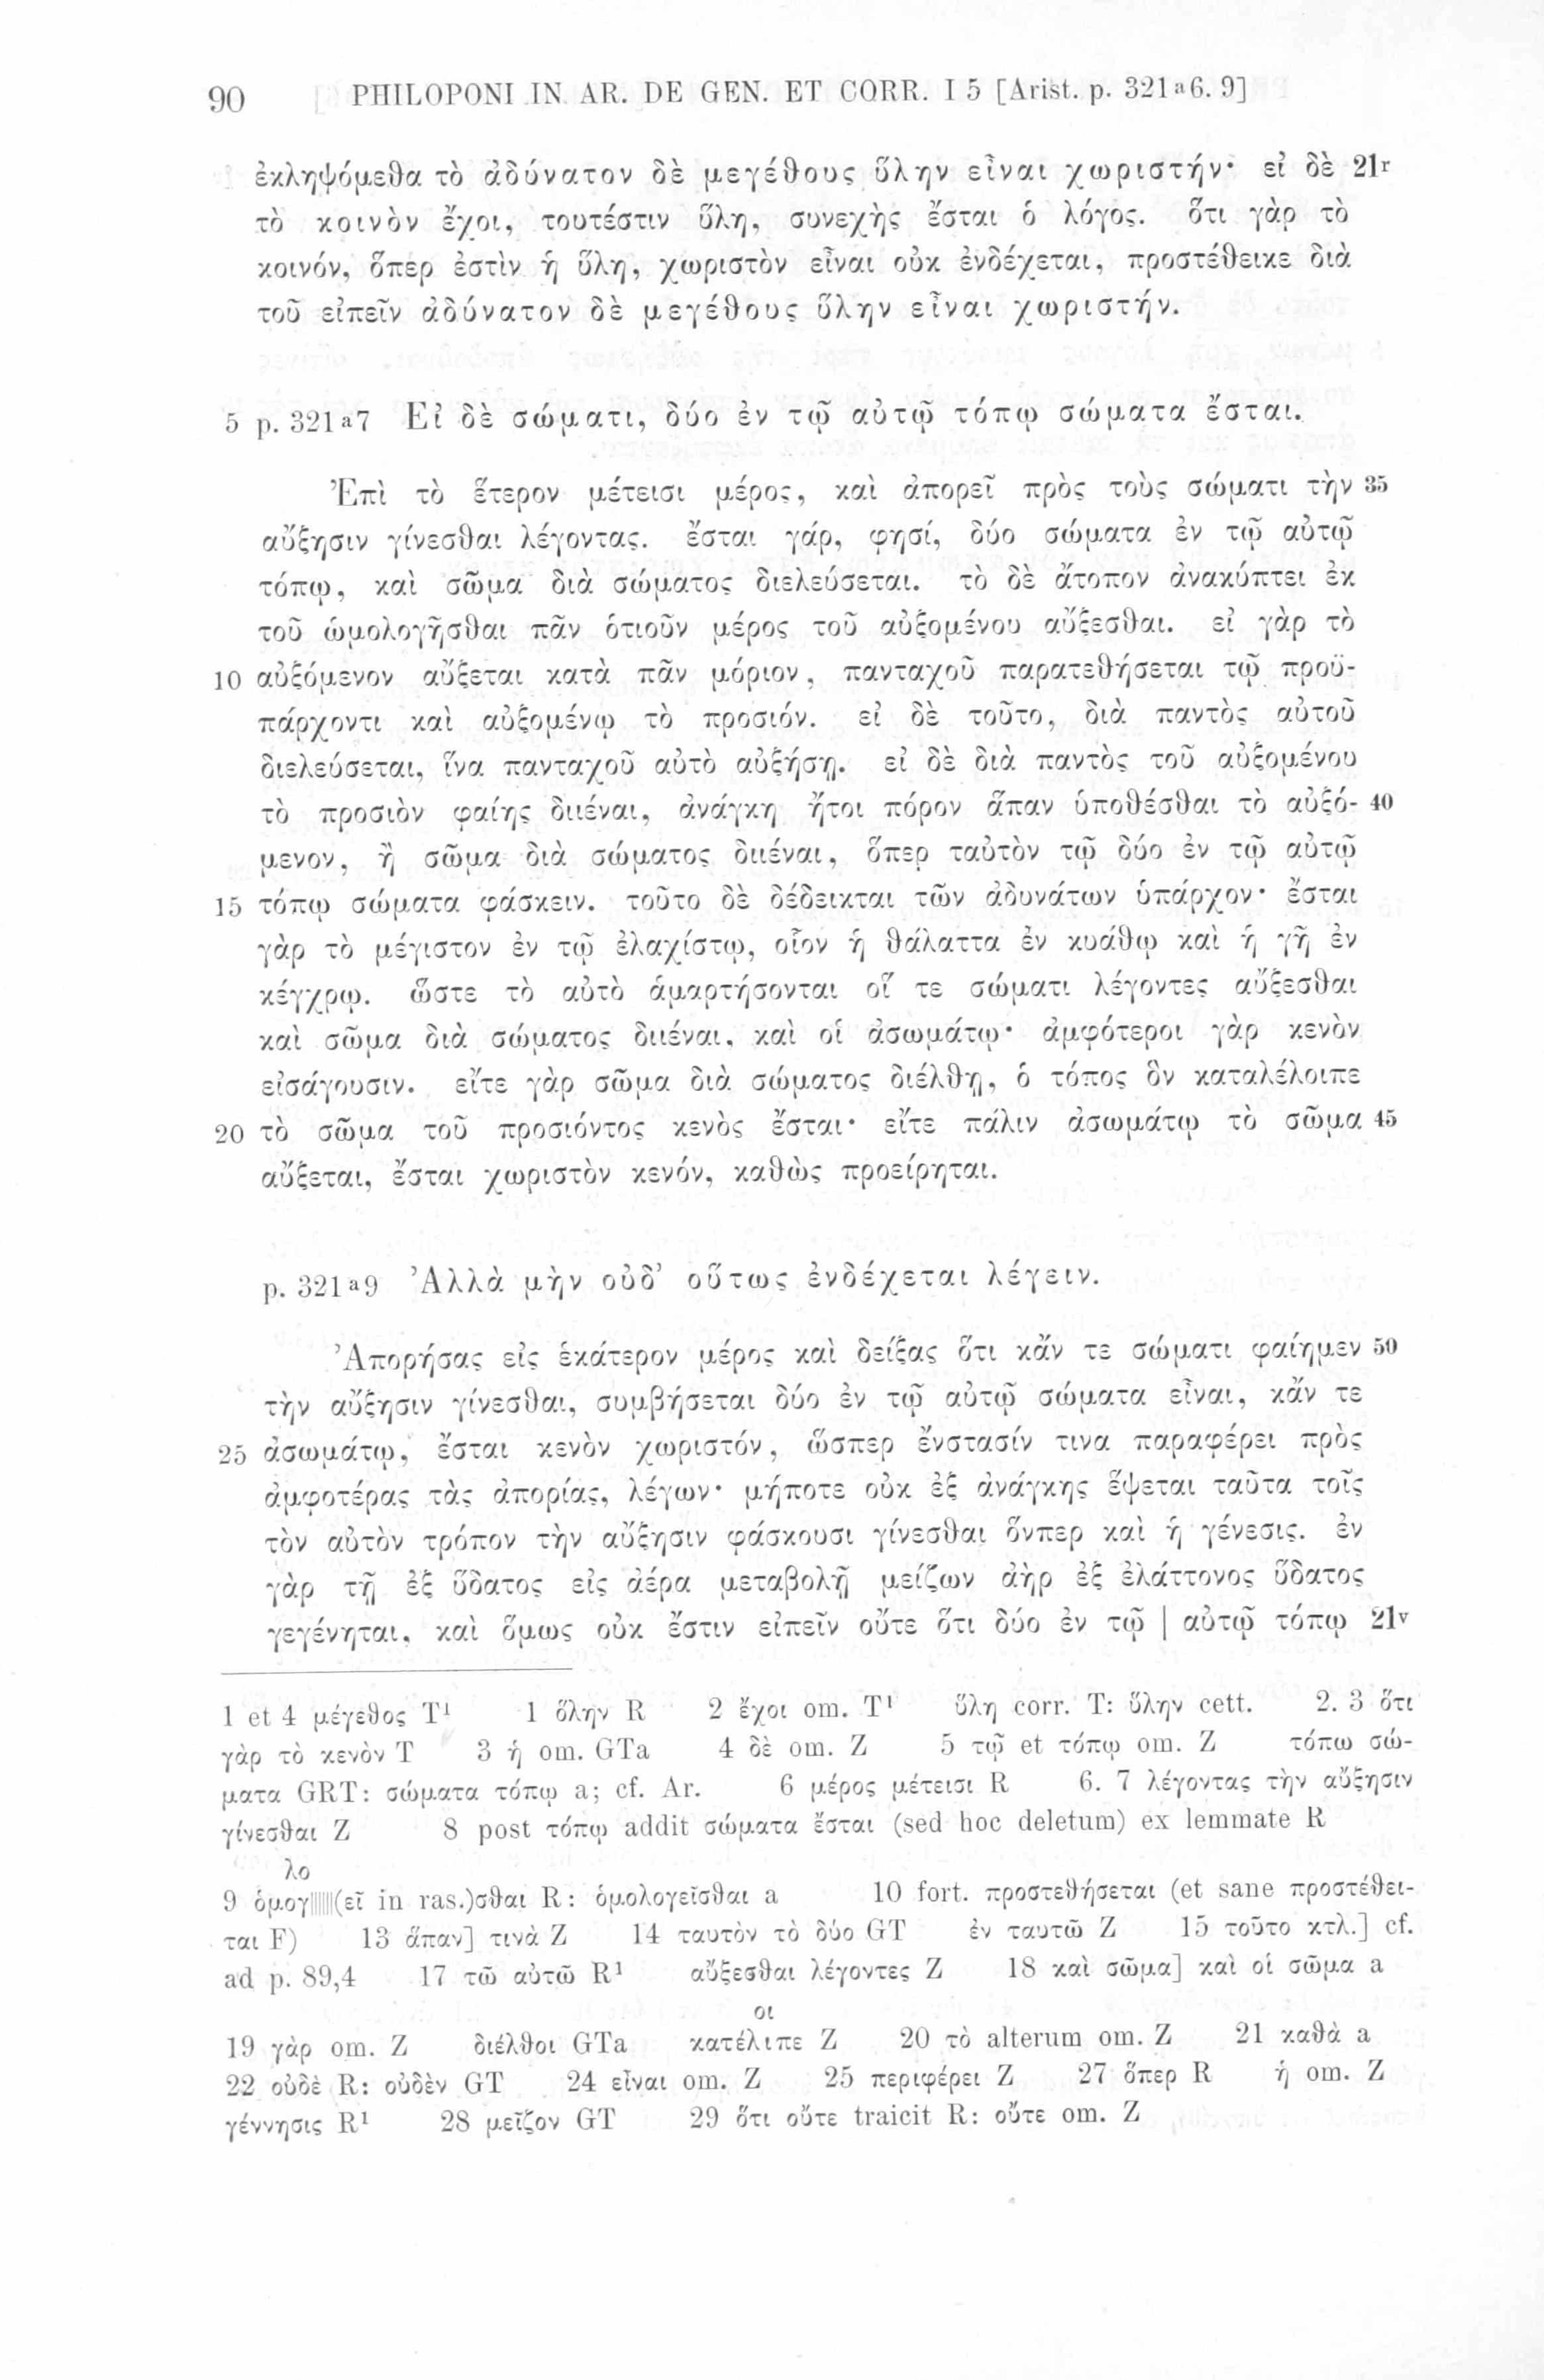 90 PHILOPONI IN AR. DE GEN. ET CORR. I 5 [Arist. p. 321a6. 9]
ἐκληψόμεθα τὸ ἀδύνατον δὲ μεγέθους ὕλην εἶναι χωριστήν· εἰ δὲ 21r
τὸ κοινὸν ἔχοι, τουτέστιν ὕλη, συνεχὴς ἔσται ὁ λόγος. ὅτι γὰρ τὸ
κοινόν, ὅπερ ἐστὶν ἡ ὕλη, χωριστὸν εἶναι οὐκ ἐνδέχεται, προστέθεικε διὰ
τοῦ εἰπεῖν ἀδύνατον δὲ μεγέθους ὕλην εἶναι χωριστήν.
5 p. 321a7 Εἰ δὲ σώματι, δύο ἐν τῷ αὐτῷ τόπῳ σώματα ἔσται.
Ἐπὶ τὸ ἕτερον μέτεισι μέρος, καὶ ἀπορεῖ πρὸς τοὺς σώματι τὴν 35
αὔξησιν γίνεσθαι λέγοντας. ἔσται γάρ, φησί, δύο σώματα ἐν τῷ αὐτῷ
τόπῳ, καὶ σῶμα διὰ σώματος διελεύσεται. τὸ δὲ ἄτοπον ἀνακύπτει ἐκ
τοῦ ὡμολογῆσθαι πᾶν ὁτιοῦν μέρος τοῦ αὐξομένου αὔξεσθαι. εἰ γὰρ τὸ
10 αὐξόμενον αὔξεται κατὰ πᾶν μόριον, πανταχοῦ παρατεθήσεται τῷ προϋ-
πάρχοντι καὶ αὐξομένῳ τὸ προσιόν. εἰ δὲ τοῦτο, διὰ παντὸς αὐτοῦ
διελεύσεται, ἵνα πανταχοῦ αὐτὸ αὐξήσῃ. εἰ δὲ διὰ παντὸς τοῦ αὐξομένου
τὸ προσιὸν φαίης διιέναι, ἀνάγκη ἤτοι πόρον ἅπαν ὑποθέσθαι τὸ αὐξό- 40
μενον, ἢ σῶμα διὰ σώματος διιέναι, ὅπερ ταὐτὸν τῷ δύο ἐν τῷ αὐτῷ
15 τόπῳ σώματα φάσκειν. τοῦτο δὲ δέδεικται τῶν ἀδυνάτων ὑπάρχον· ἔσται
γὰρ τὸ μέγιστον ἐν τῷ ἐλαχίστῳ, οἷον ἡ θάλαττα ἐν κυάθῳ καὶ ἡ γῆ ἐν
κέγχρῳ. ὥστε τὸ αὐτὸ ἁμαρτήσονται οἵ τε σώματι λέγοντες αὔξεσθαι
καὶ σῶμα διὰ σώματος διιέναι, καὶ οἱ ἀσωμάτῳ· ἀμφότεροι γὰρ κενὸν
εἰσάγουσιν. εἴτε γὰρ σῶμα διὰ σώματος διέλθῃ, ὁ τόπος ὃν καταλέλοιπε
20 τὸ σῶμα τοῦ προσιόντος κενὸς ἔσται· εἴτε πάλιν ἀσωμάτῳ τὸ σῶμα 45
αὔξεται, ἔσται χωριστὸν κενόν, καθὼς προείρηται.
p. 321a9 Ἀλλὰ μὴν οὐδ' οὕτως ἐνδέχεται λέγειν.
Ἀπορήσας εἰς ἑκάτερον μέρος καὶ δείξας ὅτι κἄν τε σώματι φαίημεν 50
τὴν αὔξησιν γίνεσθαι, συμβήσεται δύο ἐν τῷ αὐτῷ σώματα εἶναι, κἄν τε
25 ἀσωμάτῳ, ἔσται κενὸν χωριστόν, ὥσπερ ἔνστασίν τινα παραφέρει πρὸς
ἀμφοτέρας τὰς ἀπορίας, λέγων· μήποτε οὐκ ἐξ ἀνάγκης ἕψεται ταῦτα τοῖς
τὸν αὐτὸν τρόπον τὴν αὔξησιν φάσκουσι γίνεσθαι ὅνπερ καὶ ἡ γένεσις. ἐν
γὰρ τῇ ἐξ ὕδατος εἰς ἀέρα μεταβολῇ μείζων ἀὴρ ἐξ ἐλάττονος ὕδατος
γεγένηται, καὶ ὅμως οὐκ ἔστιν εἰπεῖν οὔτε ὅτι δύο ἐν τῷ | αὐτῷ τόπῳ 21v
1 et 4 μέγεθος T¹ 1 ὅλην R 2 ἔχοι om. T¹ ὕλη corr. T: ὕλην cett. 2. 3 ὅτι
γὰρ τὸ κενὸν T 3 ἡ om. GTa 4 δὲ om. Z 5 τῷ et τόπῳ om. Z τόπω σώ-
ματα GRT: σώματα τόπῳ a; cf. Ar. 6 μέρος μέτεισι R 6. 7 λέγοντας τὴν αὔξησιν
γίνεσθαι Z 8 post τόπῳ addit σώματα ἔσται (sed hoc deletum) ex lemmate R
λο
9 ὁμογ||||||(εῖ in ras.)σθαι R: ὁμολογεῖσθαι a 10 fort. προστεθήσεται (et sane προστέθει-
ται F) 13 ἅπαν] τινὰ Z 14 ταυτὸν τὸ δύο GT ἐν ταυτῶ Z 15 τοῦτο κτλ.] cf.
ad p. 89,4 17 τῶ αὐτῶ R¹ αὔξεσθαι λέγοντες Z 18 καὶ σῶμα] καὶ οἱ σῶμα a
οι
19 γὰρ om. Z διέλθοι GTa κατέλιπε Z 20 τὸ alterum om. Z 21 καθὰ a
22 οὐδὲ R: οὐδὲν GT 24 εἶναι om. Z 25 περιφέρει Z 27 ὅπερ R ἡ om. Z
γέννησις R¹ 28 μεῖζον GT 29 ὅτι οὔτε traicit R: οὔτε om. Z